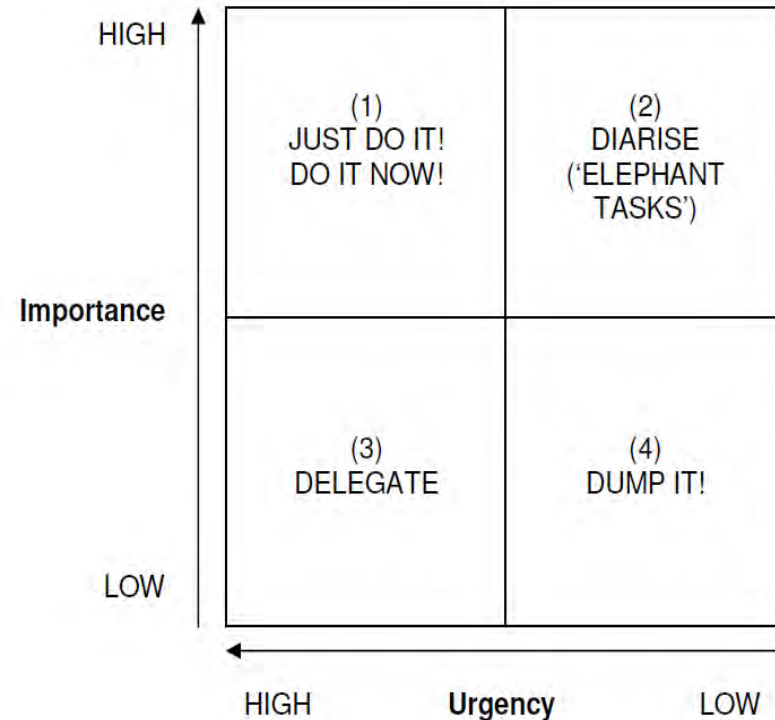 HIGH
(1)
JUST DO IT!
DO IT NOW!
(2)
DIARISE
(‘ELEPHANT
TASKS’)
Importance
(3)
DELEGATE
(4)
DUMP IT!
LOW
HIGH Urgency LOW